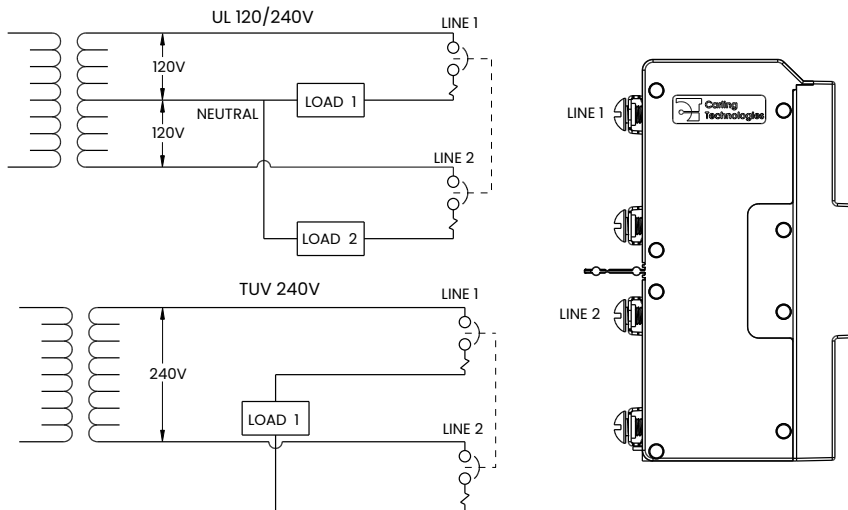 UL 120/240V
LINE 1
120V
LOAD 1
NEUTRAL
120V
LINE 2
LOAD 2
TUV 240V
LINE 1
240V
LOAD 1
LINE 2
LINE 1
Carling
Technologies
LINE 2